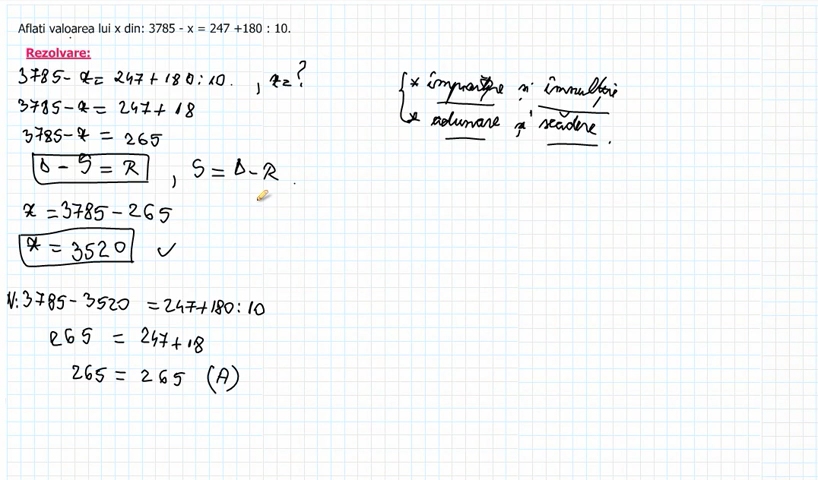 Aflati valoarea lui x din: 3785 - x = 247 +180 : 10.
Rezolvare:
3785 - x = 247 + 180 : 10. , x = ?
3785 - x = 247 + 18
3785 - x = 265
D - S = R , S = D - R .
x = 3785 - 265
x = 3520 ✓
V: 3785 - 3520 = 247 + 180 : 10
265 = 247 + 18
265 = 265 (A)
{ * împărțire și înmulțire
* adunare și scădere .